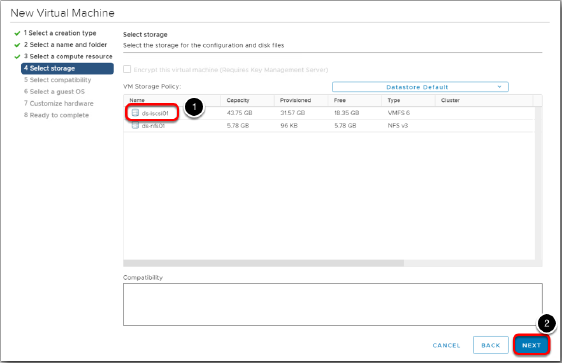 New Virtual Machine
1 Select a creation type
2 Select a name and folder
3 Select a compute resource
4 Select storage
5 Select compatibility
6 Select a guest OS
7 Customize hardware
8 Ready to complete
Select storage
Select the storage for the configuration and disk files
Encrypt this virtual machine (Requires Key Management Server)
VM Storage Policy: Datastore Default
Name Capacity Provisioned Free Type Cluster
ds-iscsi01 43.75 GB 31.57 GB 18.35 GB VMFS 6
ds-nfs01 5.78 GB 96 KB 5.78 GB NFS v3
1
Compatibility
2
CANCEL BACK NEXT